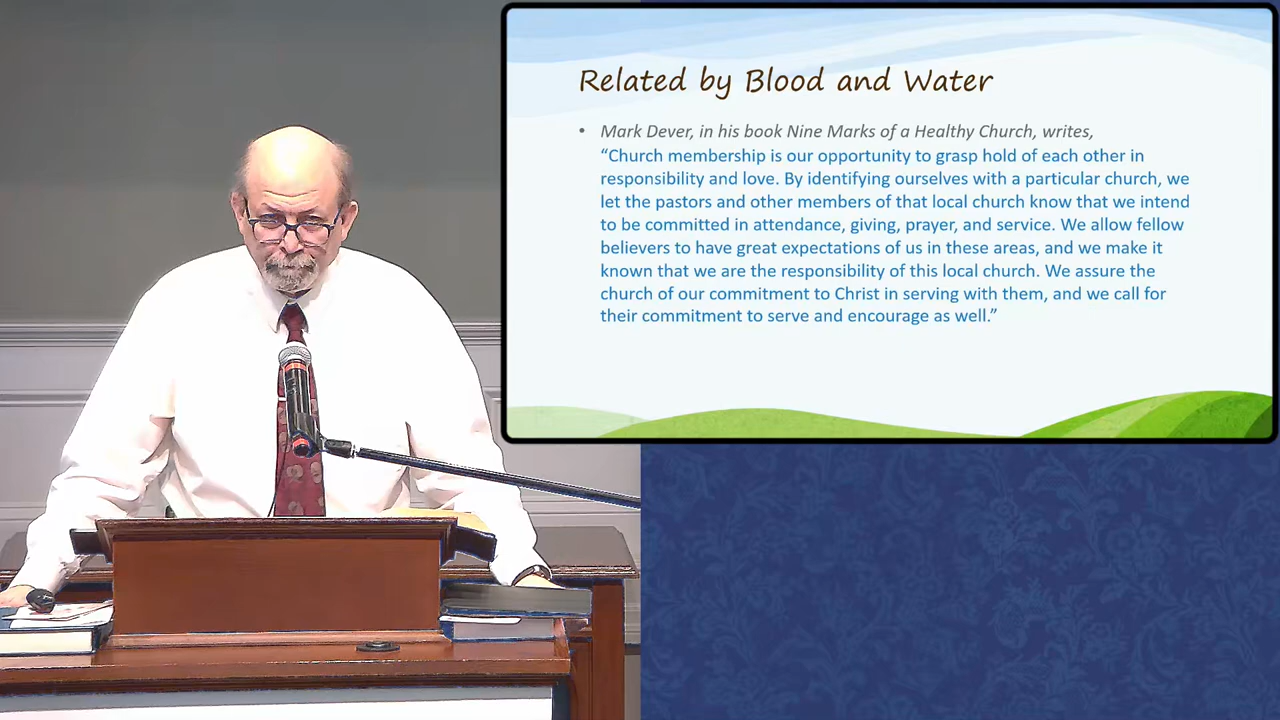 Related by Blood and Water
• Mark Dever, in his book Nine Marks of a Healthy Church, writes,
“Church membership is our opportunity to grasp hold of each other in
responsibility and love. By identifying ourselves with a particular church, we
let the pastors and other members of that local church know that we intend
to be committed in attendance, giving, prayer, and service. We allow fellow
believers to have great expectations of us in these areas, and we make it
known that we are the responsibility of this local church. We assure the
church of our commitment to Christ in serving with them, and we call for
their commitment to serve and encourage as well.”